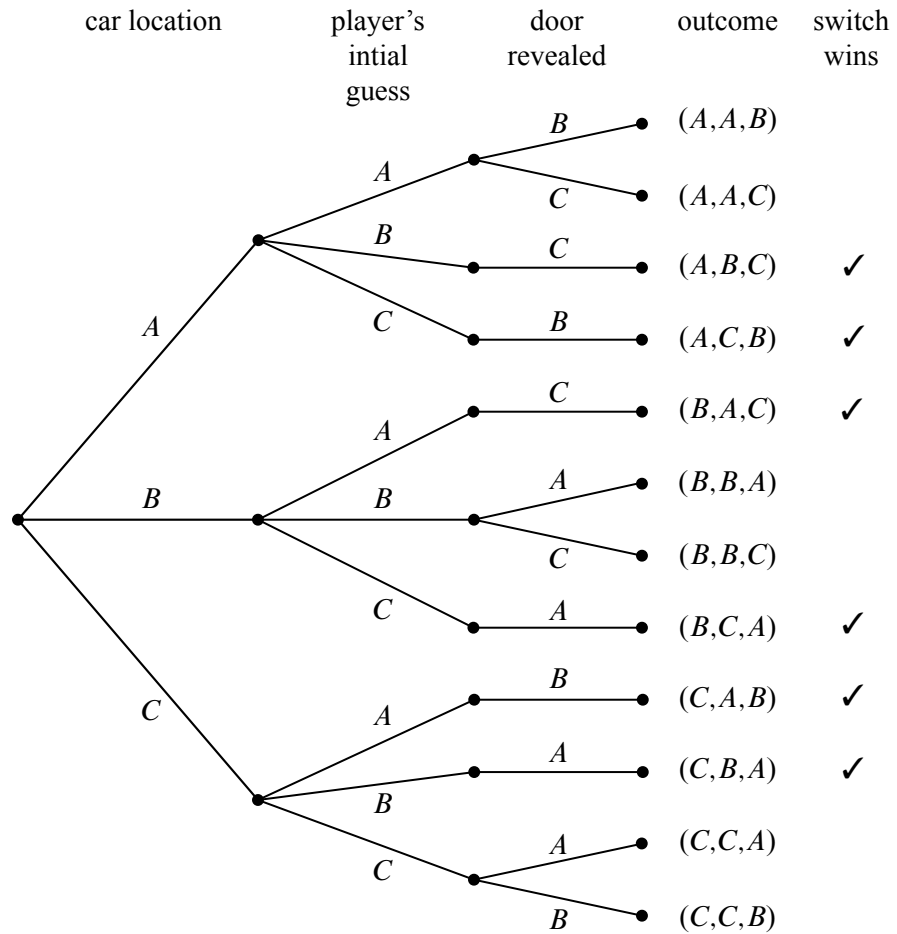 car location player's door outcome switch
intial revealed wins
guess
B (A,A,B)
A
C (A,A,C)
B C (A,B,C) ✓
C B (A,C,B) ✓
A
C (B,A,C) ✓
A
A (B,B,A)
B B
C (B,B,C)
C A (B,C,A) ✓
B (C,A,B) ✓
C A
A (C,B,A) ✓
B
A (C,C,A)
C
B (C,C,B)